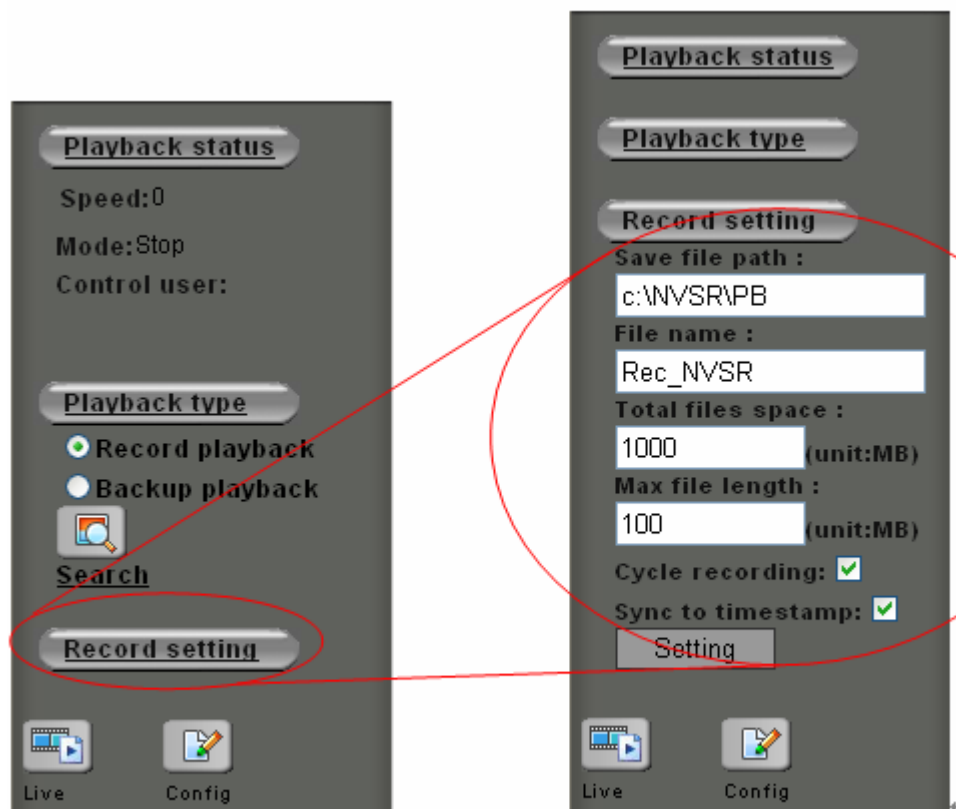 Playback status
Speed:0
Mode:Stop
Control user:
Playback type
Record playback
Backup playback
Search
Record setting
Live
Config
Playback status
Playback type
Record setting
Save file path :
c:\NVSR\PB
File name :
Rec_NVSR
Total files space :
1000 (unit:MB)
Max file length :
100 (unit:MB)
Cycle recording:
Sync to timestamp:
Setting
Live
Config